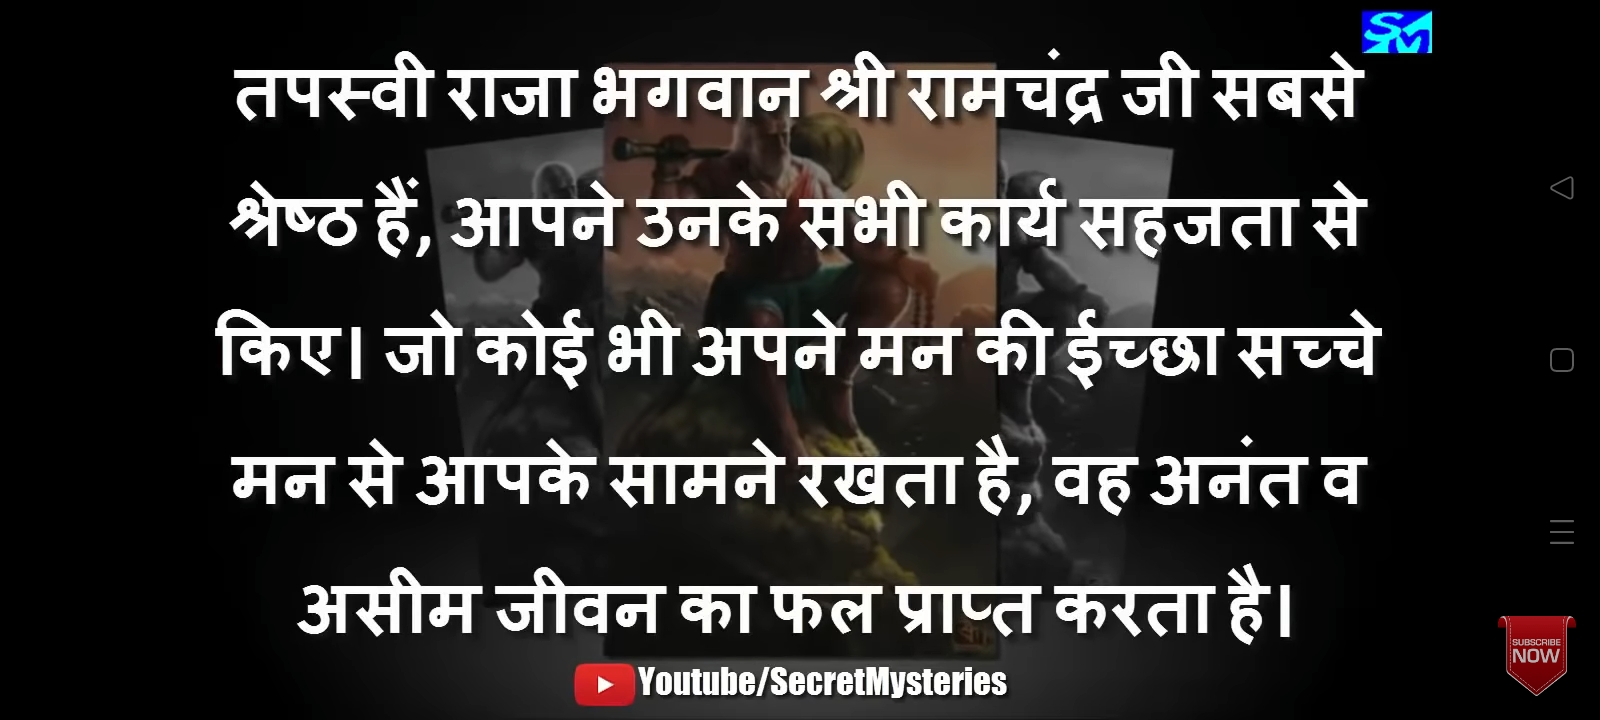 SM
तपस्वी राजा भगवान श्री रामचंद्र जी सबसे
श्रेष्ठ हैं, आपने उनके सभी कार्य सहजता से
किए। जो कोई भी अपने मन की ईच्छा सच्चे
मन से आपके सामने रखता है, वह अनंत व
असीम जीवन का फल प्राप्त करता है।
Youtube/SecretMysteries
SUBSCRIBE
NOW